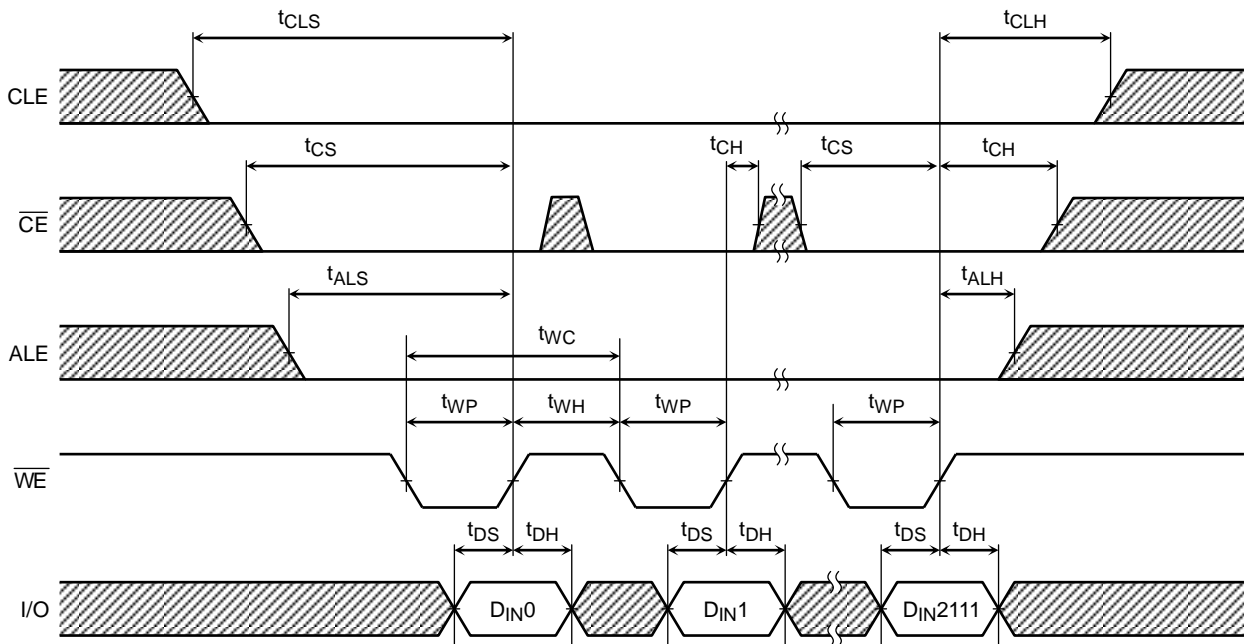 tCLS
tCLH
CLE
tCS
tCH
tCS
tCH
CE
tALS
tALH
ALE
tWC
tWP
tWH
tWP
tWP
WE
tDS
tDH
tDS
tDH
tDS
tDH
I/O
DIN0
DIN1
DIN2111